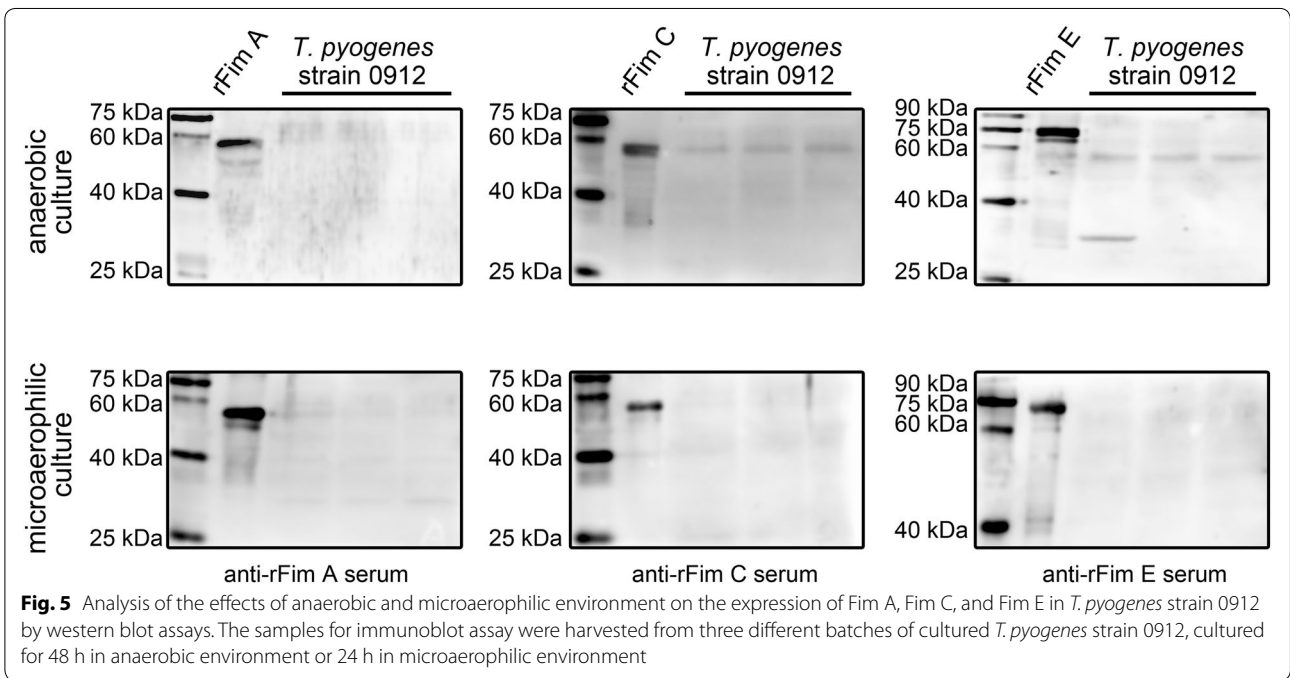 rFim A
T. pyogenes
strain 0912
rFim C
T. pyogenes
strain 0912
rFim E
T. pyogenes
strain 0912
anaerobic
culture
75 kDa
60 kDa
40 kDa
25 kDa
75 kDa
60 kDa
40 kDa
25 kDa
90 kDa
75 kDa
60 kDa
40 kDa
25 kDa
microaerophilic
culture
75 kDa
60 kDa
40 kDa
25 kDa
75 kDa
60 kDa
40 kDa
25 kDa
90 kDa
75 kDa
60 kDa
40 kDa
anti-rFim A serum
anti-rFim C serum
anti-rFim E serum
Fig. 5 Analysis of the effects of anaerobic and microaerophilic environment on the expression of Fim A, Fim C, and Fim E in T. pyogenes strain 0912
by western blot assays. The samples for immunoblot assay were harvested from three different batches of cultured T. pyogenes strain 0912, cultured
for 48 h in anaerobic environment or 24 h in microaerophilic environment